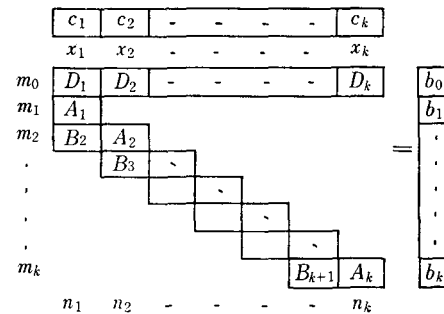 c₁ c₂ - - - - cₖ
x₁ x₂ - - - - xₖ
m₀ D₁ D₂ - - - - Dₖ b₀
m₁ A₁ b₁
m₂ B₂ A₂ .
. B₃ . .
. . .
. . = .
. . .
mₖ Bₖ₊₁ Aₖ bₖ
n₁ n₂ - - - - nₖ